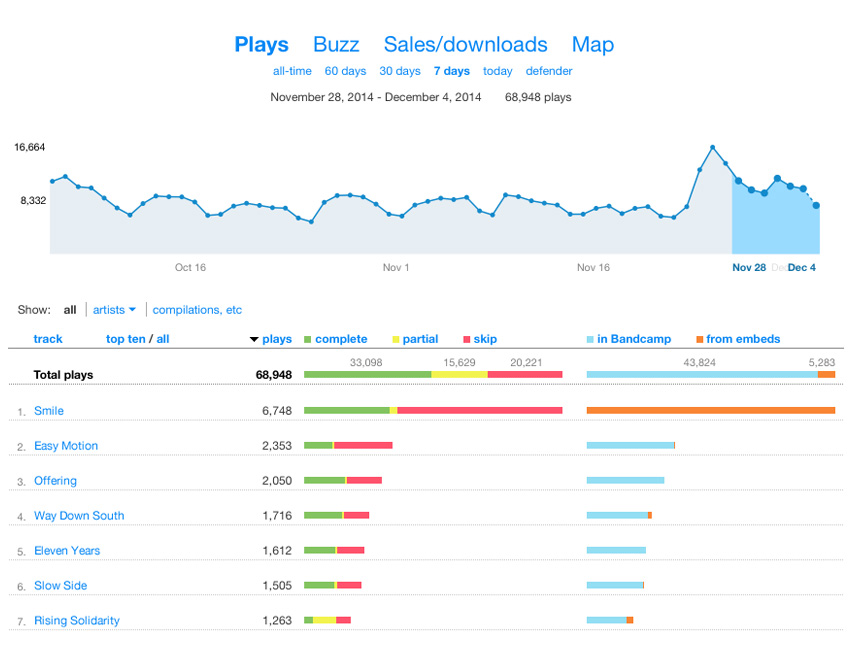 Plays Buzz Sales/downloads Map
all-time 60 days 30 days 7 days today defender
November 28, 2014 - December 4, 2014 68,948 plays
16,664
8,332
Oct 16 Nov 1 Nov 16 Nov 28 Dec 4
Show: all artists compilations, etc
track top ten / all plays complete partial skip in Bandcamp from embeds
33,098 15,629 20,221 43,824 5,283
Total plays 68,948
1. Smile 6,748
2. Easy Motion 2,353
3. Offering 2,050
4. Way Down South 1,716
5. Eleven Years 1,612
6. Slow Side 1,505
7. Rising Solidarity 1,263